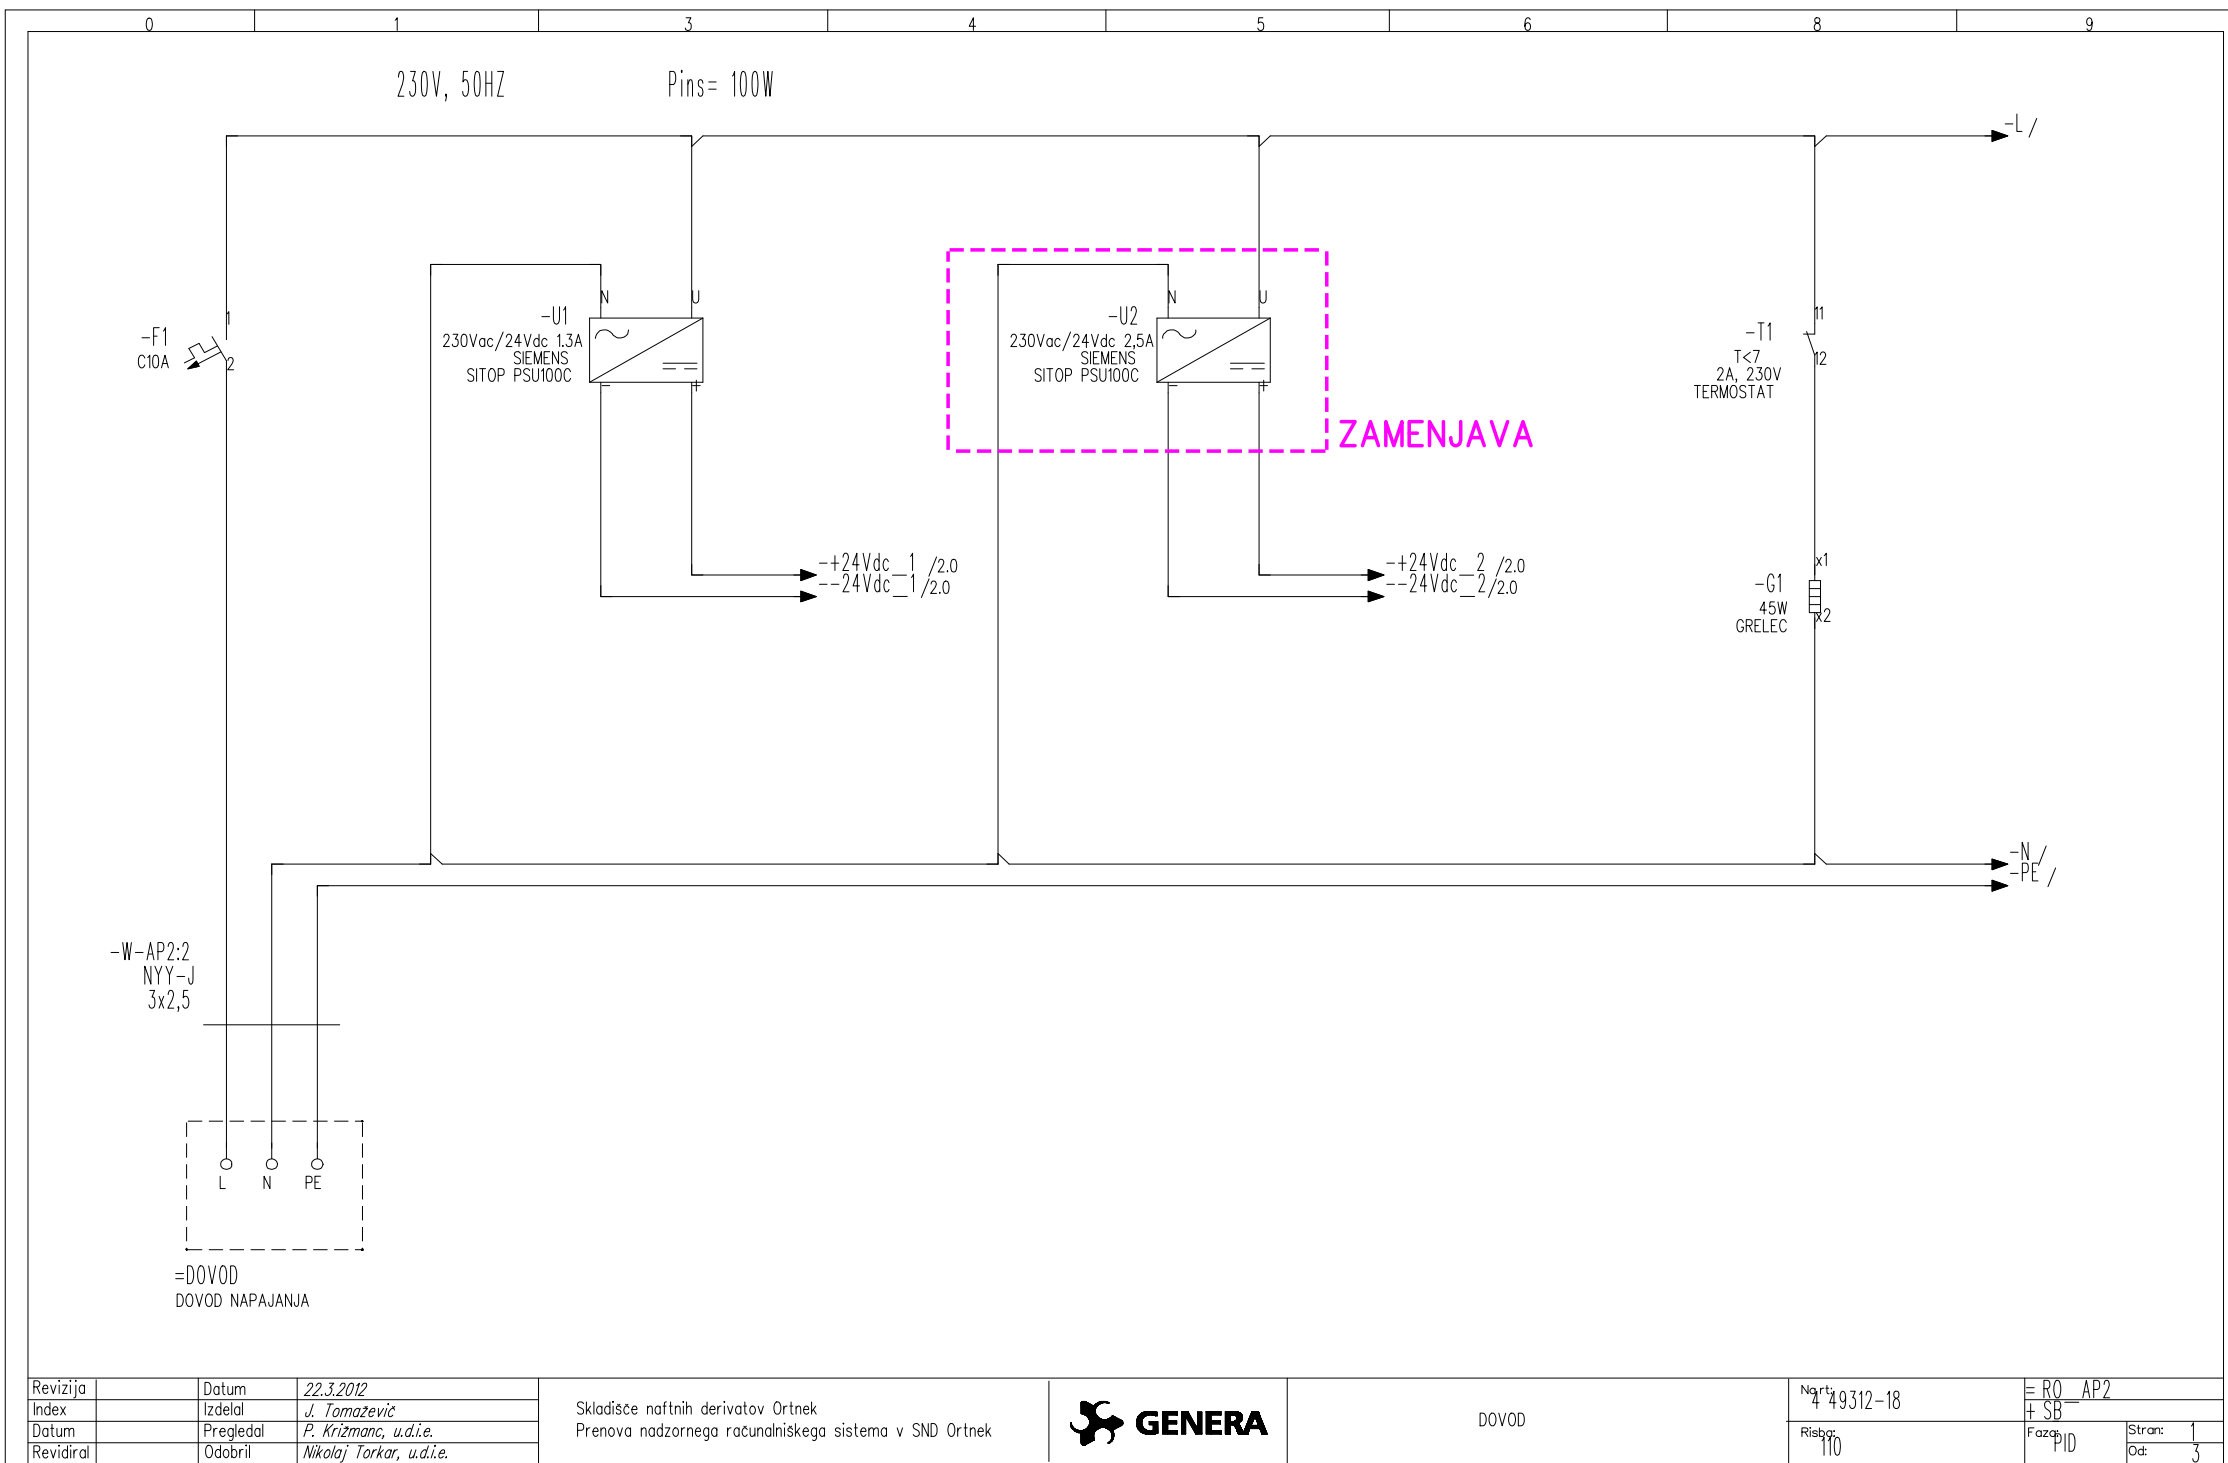 0 1 3 4 5 6 8 9
230V, 50HZ Pins= 100W
-L /
-F1
C10A
1
2
-U1
230Vac/24Vdc 1.3A
SIEMENS
SITOP PSU100C
N U
- +
-U2
230Vac/24Vdc 2,5A
SIEMENS
SITOP PSU100C
N U
- +
ZAMENJAVA
-T1
T<7
2A, 230V
TERMOSTAT
11
12
-+24Vdc_1 /2.0
--24Vdc_1 /2.0
-+24Vdc_2 /2.0
--24Vdc_2 /2.0
-G1
45W
GRELEC
x1
x2
-N /
-PE /
-W-AP2:2
NYY-J
3x2,5
L N PE
=DOVOD
DOVOD NAPAJANJA
Revizija Datum 22.3.2012
Index Izdelal J. Tomaževič
Datum Pregledal P. Križmanc, u.d.i.e.
Revidiral Odobril Nikolaj Torkar, u.d.i.e.
Skladišče naftnih derivatov Ortnek
Prenova nadzornega računalniškega sistema v SND Ortnek
GENERA
DOVOD
Načrt: 4 49312-18
Risba: 110
= RO_AP2
+ SB
Faza: PID
Stran: 1
Od: 3